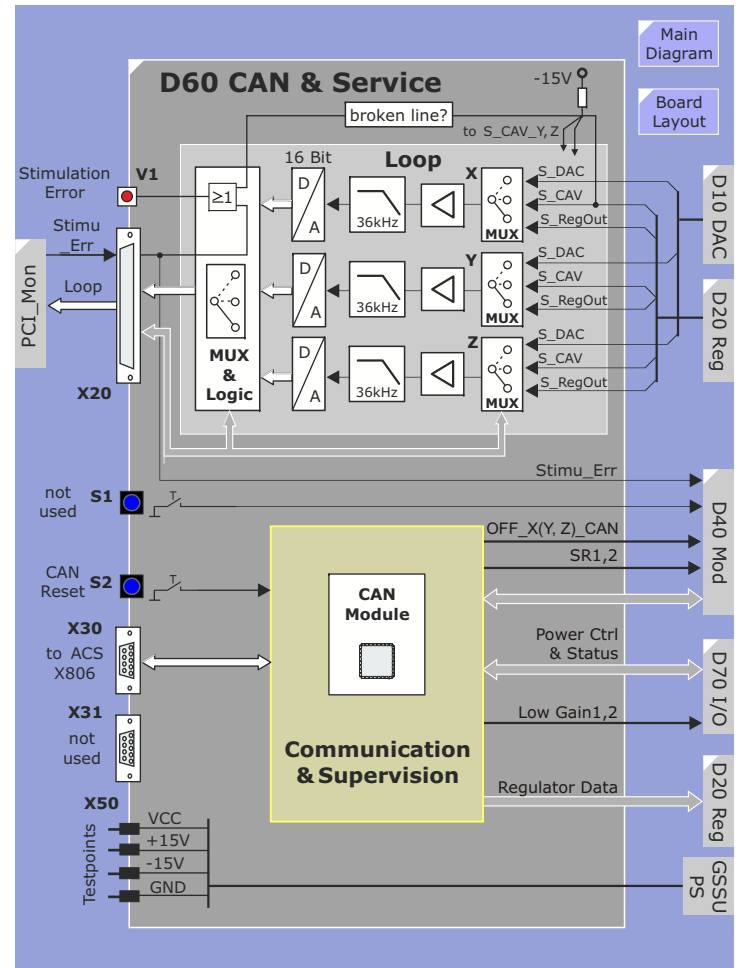 Main
Diagram
D60 CAN & Service
-15V
Board
Layout
broken line?
to S_CAV_Y, Z
16 Bit
Loop
Stimulation
Error
V1
≥1
D
A
36kHz
X
MUX
S_DAC
S_CAV
S_RegOut
D10 DAC
Stimu
_Err
Loop
PCI_Mon
X20
MUX
&
Logic
D
A
36kHz
Y
MUX
S_DAC
S_CAV
S_RegOut
D20 Reg
D
A
36kHz
Z
MUX
S_DAC
S_CAV
S_RegOut
Stimu_Err
not
used
S1
T
D40 Mod
OFF_X(Y, Z)_CAN
SR1,2
CAN
Reset
S2
T
CAN
Module
X30
to ACS
X806
Power Ctrl
& Status
D70 I/O
X31
not
used
Low Gain1,2
Communication
& Supervision
Regulator Data
D20 Reg
X50
Testpoints
VCC
+15V
-15V
GND
GSSU
PS